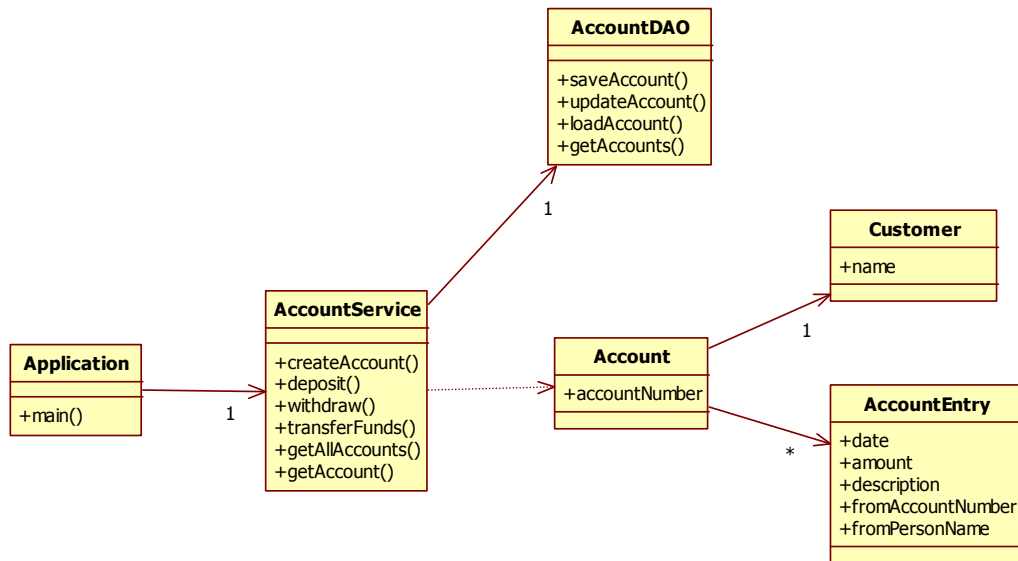 AccountDAO
+saveAccount()
+updateAccount()
+loadAccount()
+getAccounts()
1
Customer
+name
1
AccountService
+createAccount()
+deposit()
+withdraw()
+transferFunds()
+getAllAccounts()
+getAccount()
Application
+main()
1
Account
+accountNumber
AccountEntry
+date
+amount
+description
+fromAccountNumber
+fromPersonName
*